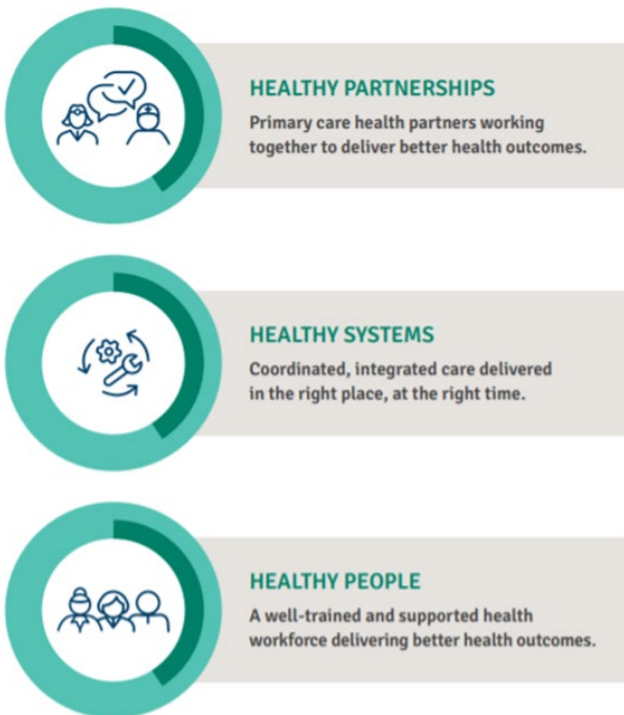 HEALTHY PARTNERSHIPS
Primary care health partners working
together to deliver better health outcomes.
HEALTHY SYSTEMS
Coordinated, integrated care delivered
in the right place, at the right time.
HEALTHY PEOPLE
A well-trained and supported health
workforce delivering better health outcomes.